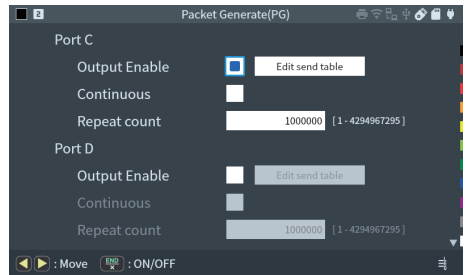 2 Packet Generate(PG)
Port C
Output Enable Edit send table
Continuous
Repeat count 1000000 [ 1 - 4294967295 ]
Port D
Output Enable Edit send table
Continuous
Repeat count 1000000 [ 1 - 4294967295 ]
: Move END × : ON/OFF